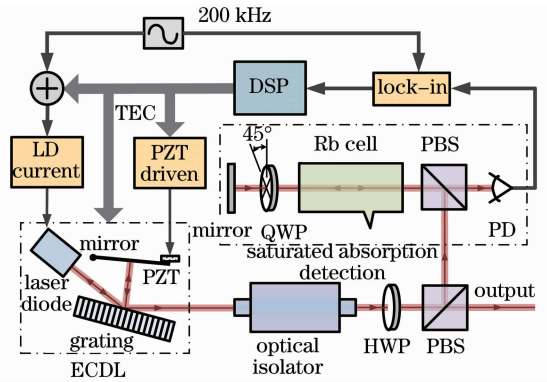 200 kHz
DSP
lock-in
TEC
LD
current
PZT
driven
45°
Rb cell
PBS
mirror
QWP
PD
saturated absorption
detection
mirror
PZT
laser
diode
grating
ECDL
optical
isolator
HWP
PBS
output